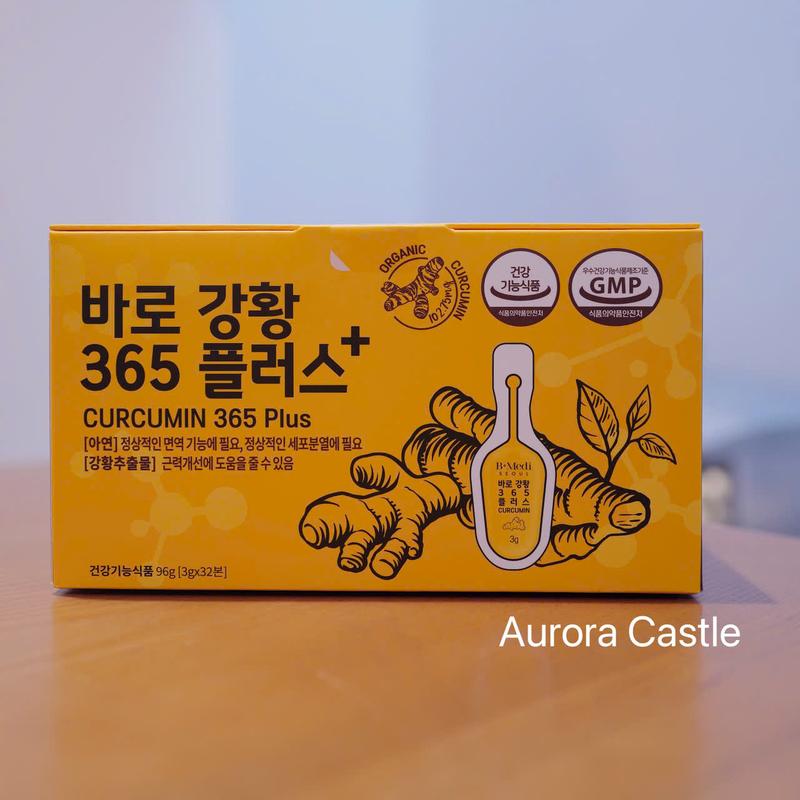 바로 강황
365 플러스+
CURCUMIN 365 Plus
[아연] 정상적인 면역 기능에 필요, 정상적인 세포분열에 필요
[강황추출물] 근력개선에 도움을 줄 수 있음
건강기능식품 96g [3gx32본]
ORGANIC CURCUMIN
건강
기능식품
식품의약품안전처
우수건강기능식품제조기준
GMP
식품의약품안전처
B·Medi
SEOUL
바로 강황
365
플러스
CURCUMIN
3g
Aurora Castle